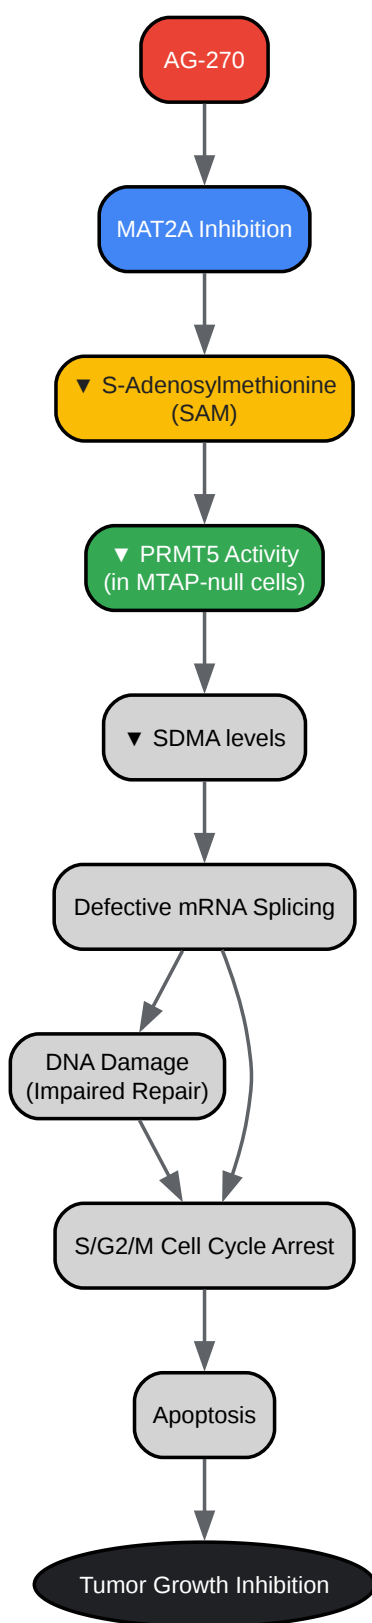 AG-270
MAT2A Inhibition
▼ S-Adenosylmethionine
(SAM)
▼ PRMT5 Activity
(in MTAP-null cells)
▼ SDMA levels
Defective mRNA Splicing
DNA Damage
(Impaired Repair)
S/G2/M Cell Cycle Arrest
Apoptosis
Tumor Growth Inhibition